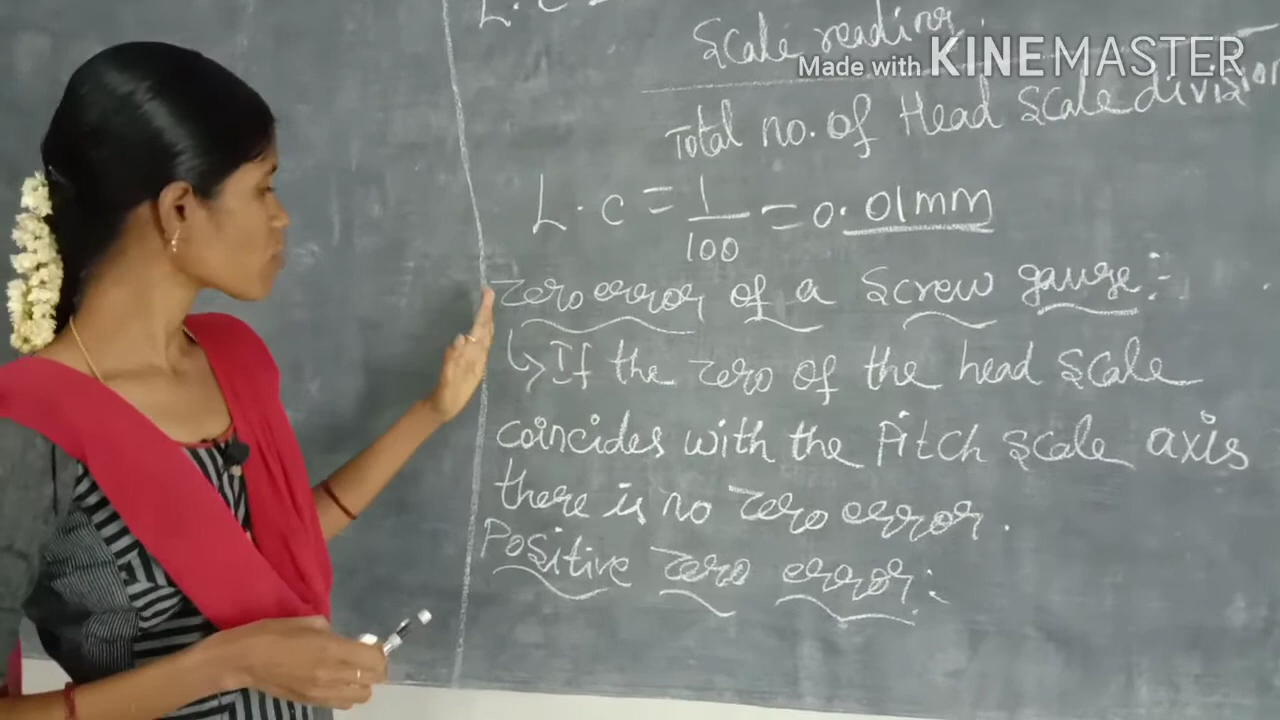 L.C =
Scale reading
Made with KINEMASTER
Total no. of Head Scale division
L.C = 1/100 = 0.01mm
Zero error of a Screw gauge:-
↳ If the zero of the head scale
coincides with the Pitch scale axis
there is no zero error.
Positive zero error:-